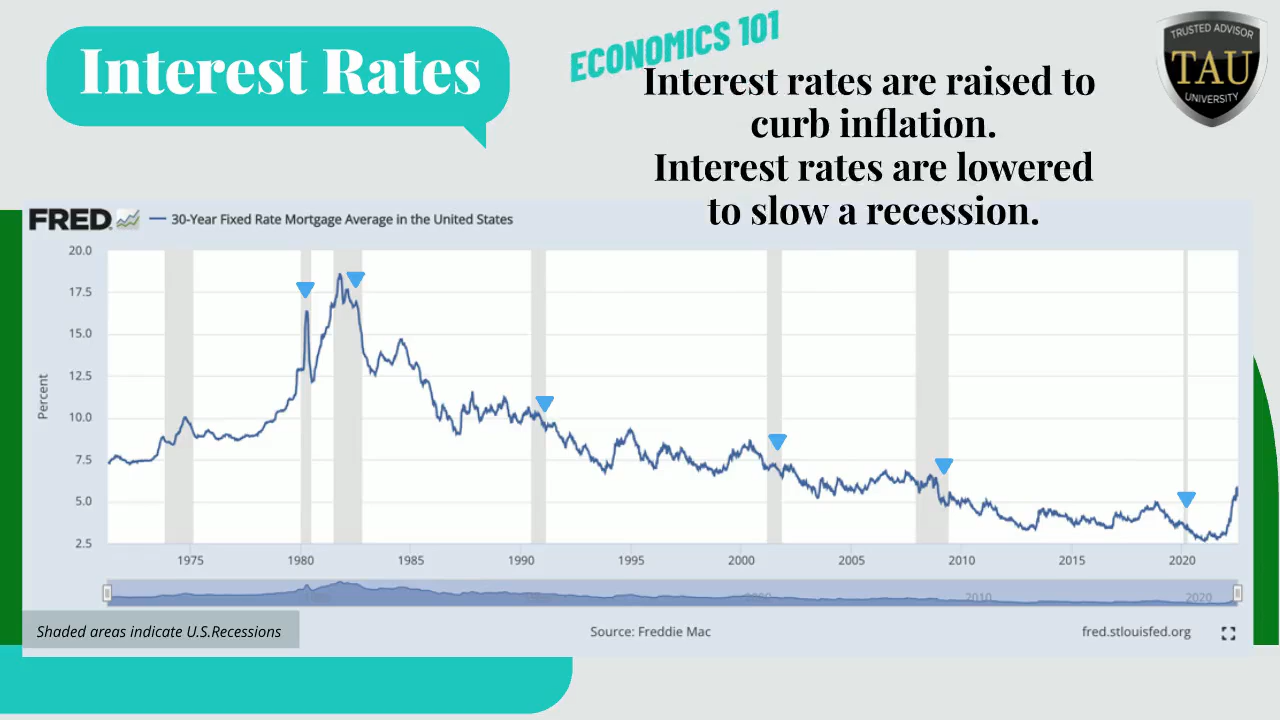 Interest Rates
ECONOMICS 101
Interest rates are raised to
curb inflation.
Interest rates are lowered
to slow a recession.
TRUSTED ADVISOR
TAU
UNIVERSITY
FRED
30-Year Fixed Rate Mortgage Average in the United States
20.0
17.5
15.0
12.5
10.0
7.5
5.0
2.5
Percent
1975 1980 1985 1990 1995 2000 2005 2010 2015 2020
2000 2010 2020
Shaded areas indicate U.S.Recessions
Source: Freddie Mac
fred.stlouisfed.org